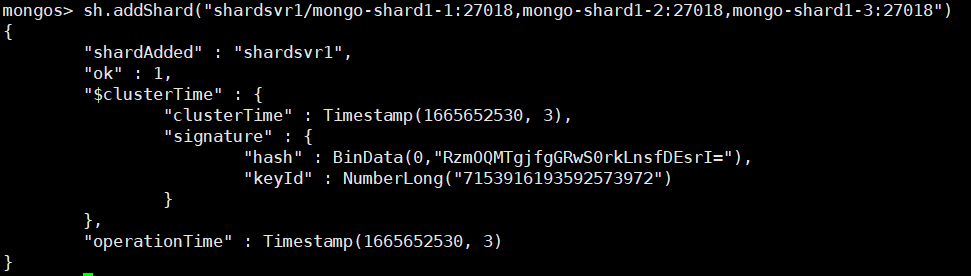 mongos> sh.addShard("shardsvr1/mongo-shard1-1:27018,mongo-shard1-2:27018,mongo-shard1-3:27018")
{
        "shardAdded" : "shardsvr1",
        "ok" : 1,
        "$clusterTime" : {
                "clusterTime" : Timestamp(1665652530, 3),
                "signature" : {
                        "hash" : BinData(0,"RzmOQMTgjfgGRwS0rkLnsfDEsrI="),
                        "keyId" : NumberLong("7153916193592573972")
                }
        },
        "operationTime" : Timestamp(1665652530, 3)
}